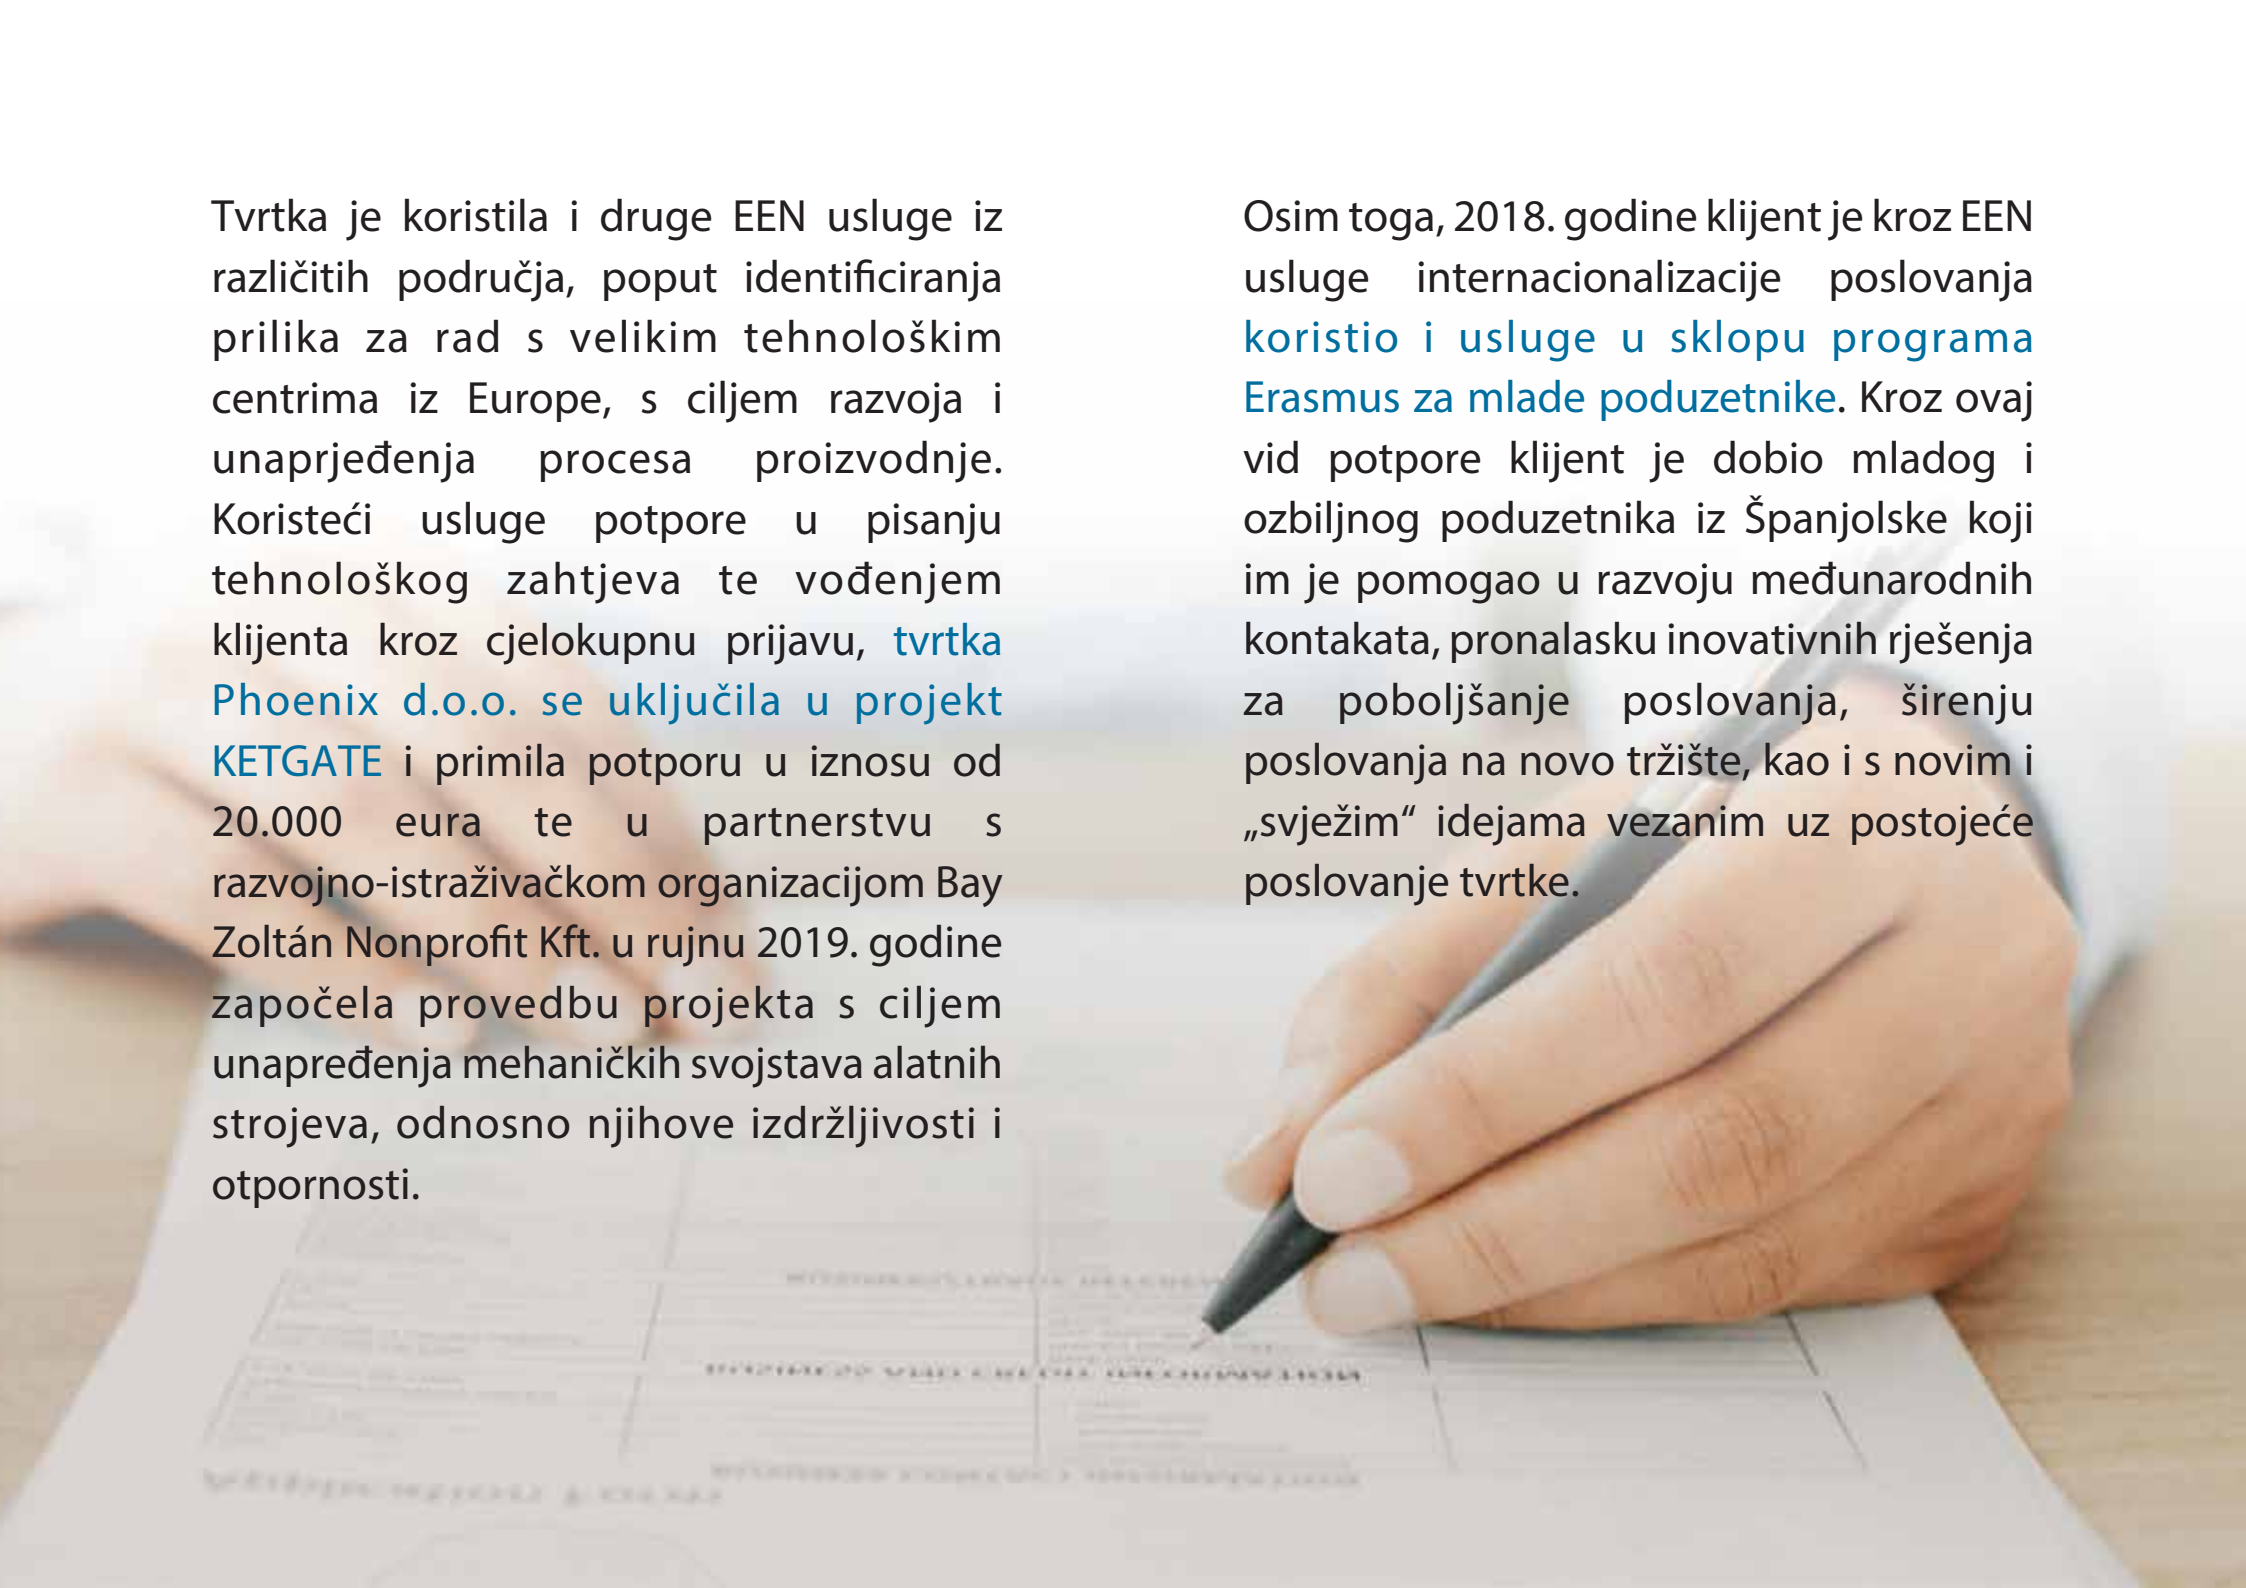 Tvrtka je koristila i druge EEN usluge iz
različitih područja, poput identificiranja
prilika za rad s velikim tehnološkim
centrima iz Europe, s ciljem razvoja i
unaprjeđenja procesa proizvodnje.
Koristeći usluge potpore u pisanju
tehnološkog zahtjeva te vođenjem
klijenta kroz cjelokupnu prijavu, tvrtka
Phoenix d.o.o. se uključila u projekt
KETGATE i primila potporu u iznosu od
20.000 eura te u partnerstvu s
razvojno-istraživačkom organizacijom Bay
Zoltán Nonprofit Kft. u rujnu 2019. godine
započela provedbu projekta s ciljem
unapređenja mehaničkih svojstava alatnih
strojeva, odnosno njihove izdržljivosti i
otpornosti.
Osim toga, 2018. godine klijent je kroz EEN
usluge internacionalizacije poslovanja
koristio i usluge u sklopu programa
Erasmus za mlade poduzetnike. Kroz ovaj
vid potpore klijent je dobio mladog i
ozbiljnog poduzetnika iz Španjolske koji
im je pomogao u razvoju međunarodnih
kontakata, pronalasku inovativnih rješenja
za poboljšanje poslovanja, širenju
poslovanja na novo tržište, kao i s novim i
„svježim“ idejama vezanim uz postojeće
poslovanje tvrtke.